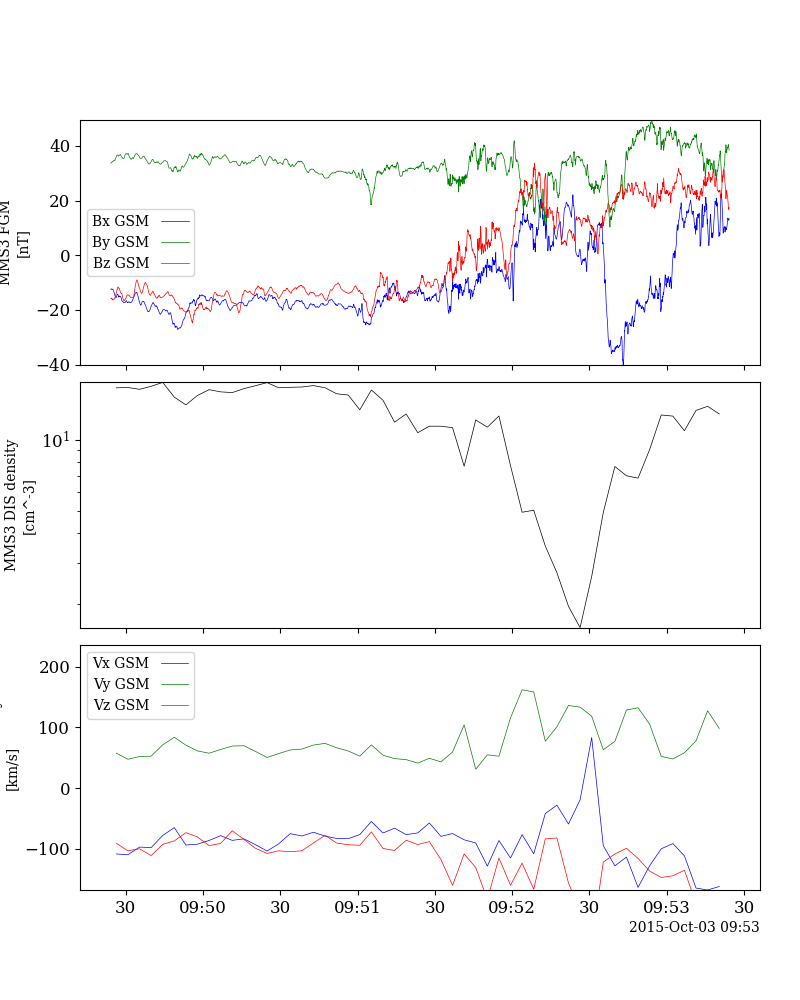 40
20
0
−20
−40
MMS3 FGM
[nT]
Bx GSM
By GSM
Bz GSM
10^1
MMS3 DIS density
[cm^-3]
200
100
0
−100
[km/s]
Vx GSM
Vy GSM
Vz GSM
30 09:50 30 09:51 30 09:52 30 09:53 30
2015-Oct-03 09:53